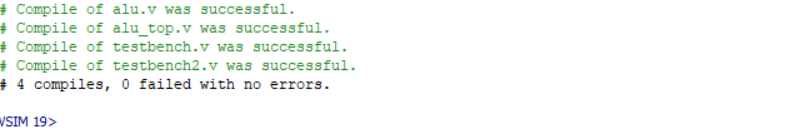 # Compile of alu.v was successful.
# Compile of alu_top.v was successful.
# Compile of testbench.v was successful.
# Compile of testbench2.v was successful.
# 4 compiles, 0 failed with no errors.
VSIM 19>